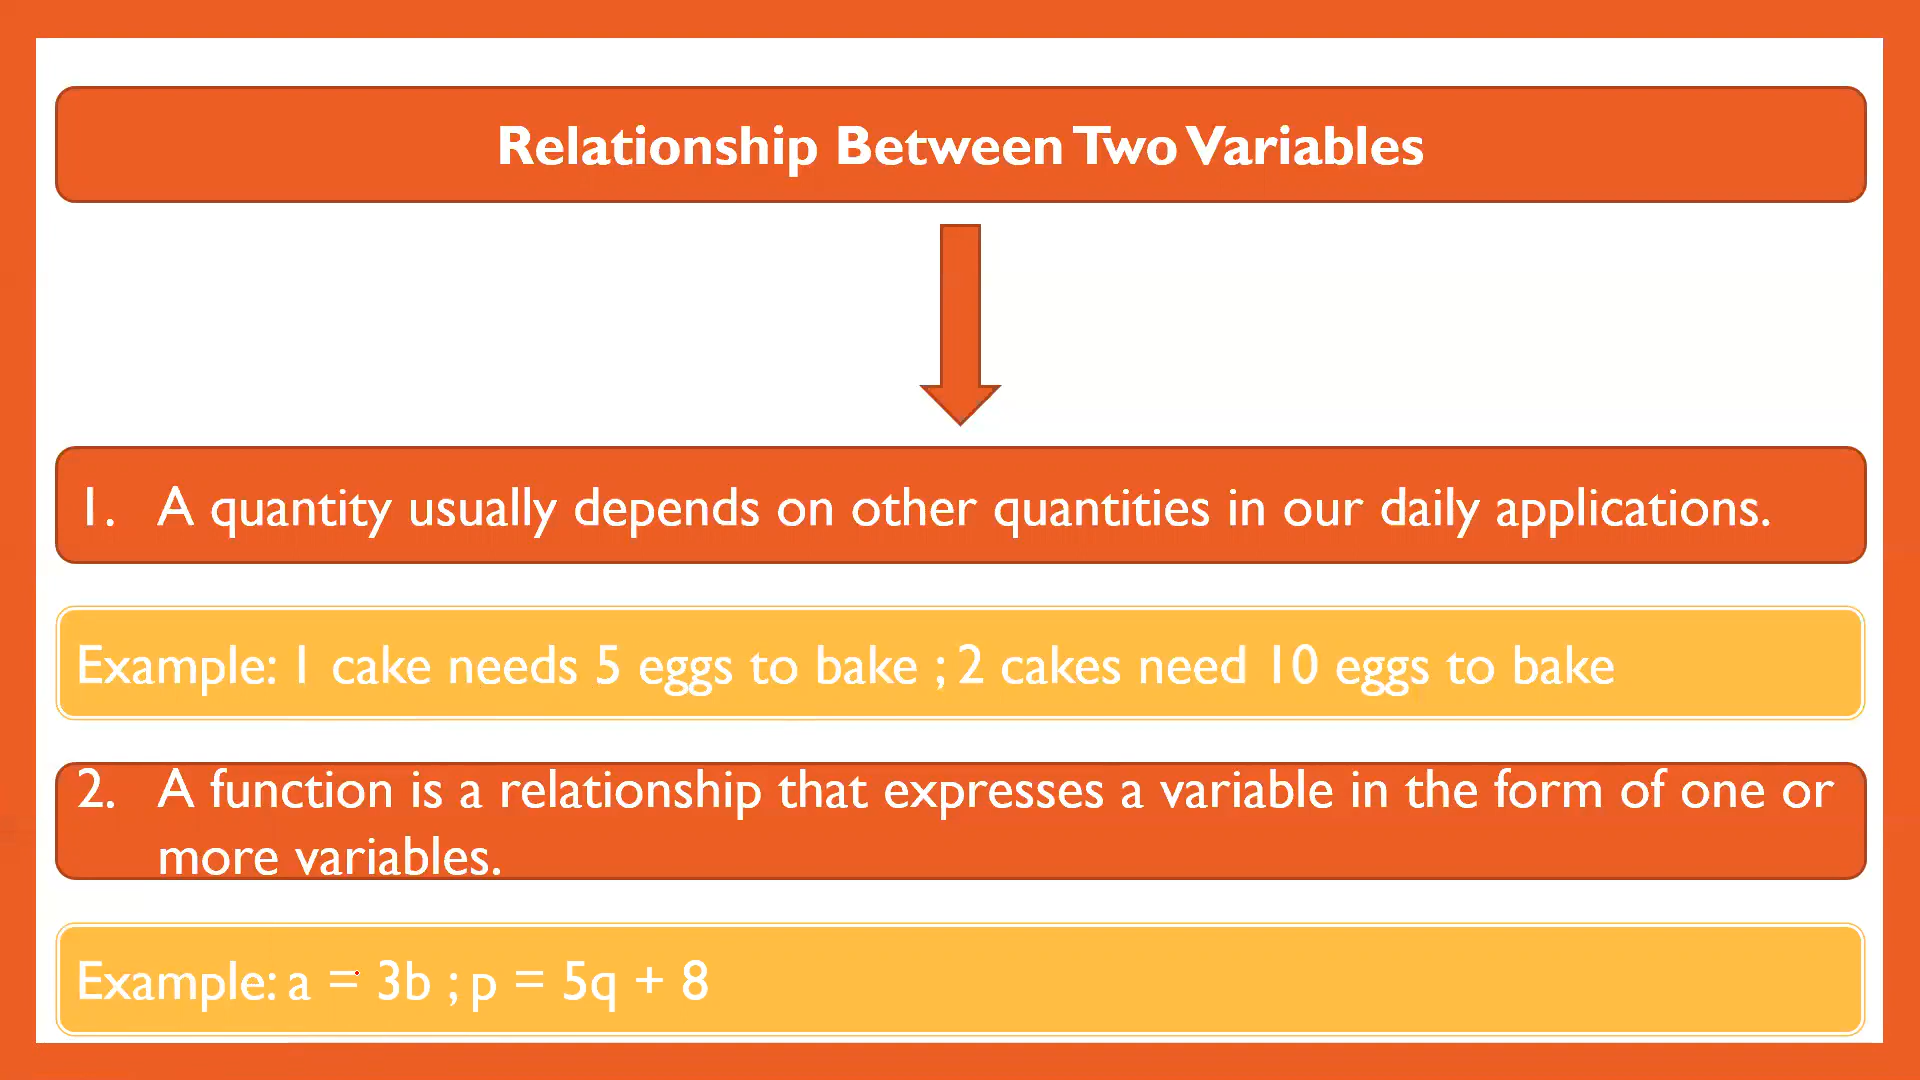 Relationship Between Two Variables
1. A quantity usually depends on other quantities in our daily applications.
Example: 1 cake needs 5 eggs to bake ; 2 cakes need 10 eggs to bake
2. A function is a relationship that expresses a variable in the form of one or
more variables.
Example: a = 3b ; p = 5q + 8